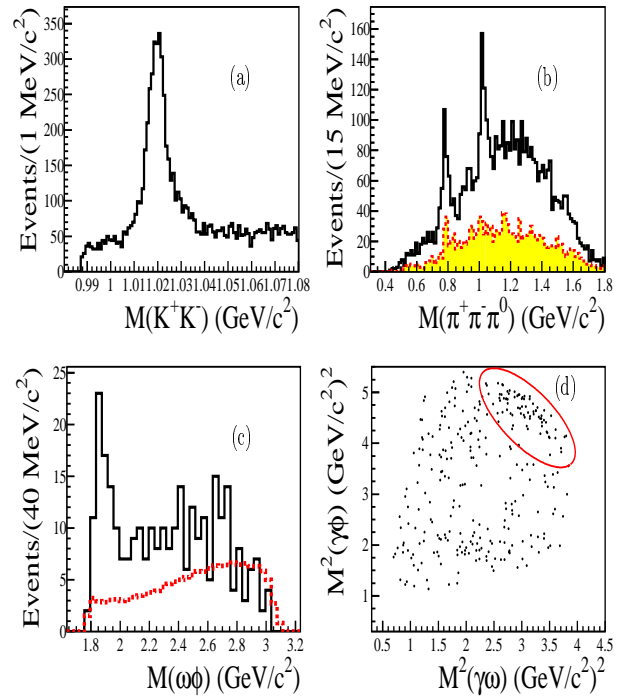 Events/(1 MeV/c²)
350
300
250
200
150
100
50
0
(a)
0.99 1 1.01 1.02 1.03 1.04 1.05 1.06 1.07 1.08
M(K⁺K⁻) (GeV/c²)
Events/(15 MeV/c²)
160
140
120
100
80
60
40
20
0
(b)
0.4 0.6 0.8 1 1.2 1.4 1.6 1.8
M(π⁺π⁻π⁰) (GeV/c²)
Events/(40 MeV/c²)
25
20
15
10
5
0
(c)
1.8 2 2.2 2.4 2.6 2.8 3 3.2
M(ωϕ) (GeV/c²)
M²(γϕ) (GeV/c²)²
5
4
3
2
1
(d)
0.5 1 1.5 2 2.5 3 3.5 4 4.5
M²(γω) (GeV/c²)²